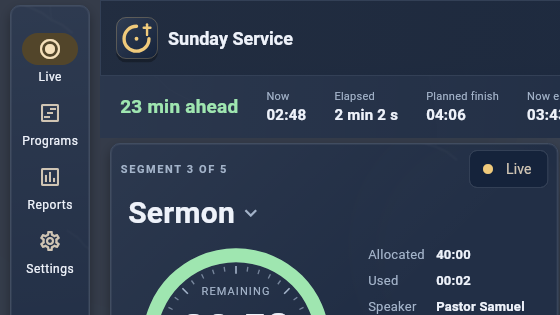 Sunday Service
Live
Programs
Reports
Settings
23 min ahead
Now
02:48
Elapsed
2 min 2 s
Planned finish
04:06
Now
SEGMENT 3 OF 5
Live
Sermon
REMAINING
Allocated 40:00
Used 00:02
Speaker Pastor Samuel